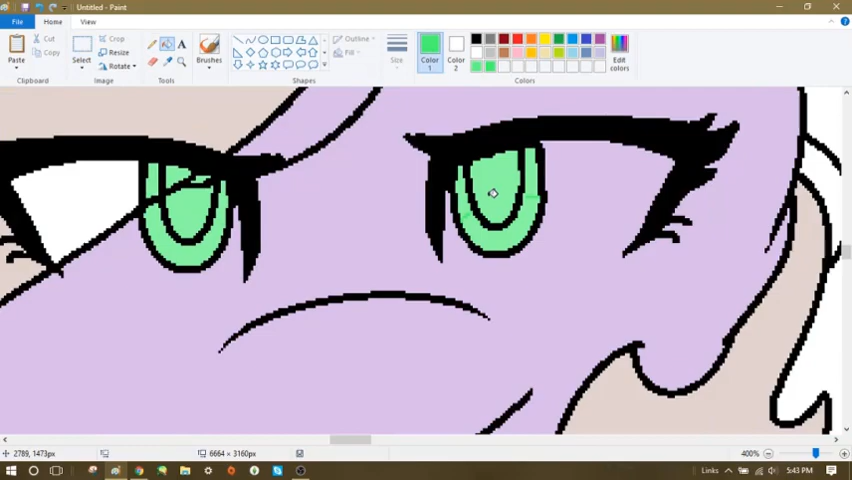 Untitled - Paint
File Home View
Paste
Cut
Copy
Clipboard
Select
Crop
Resize
Rotate
Image
Tools
Brushes
Outline
Fill
Shapes
Size
Color 1
Color 2
Edit colors
Colors
2789, 1473px
6664 × 3160px
400%
Links
5:43 PM